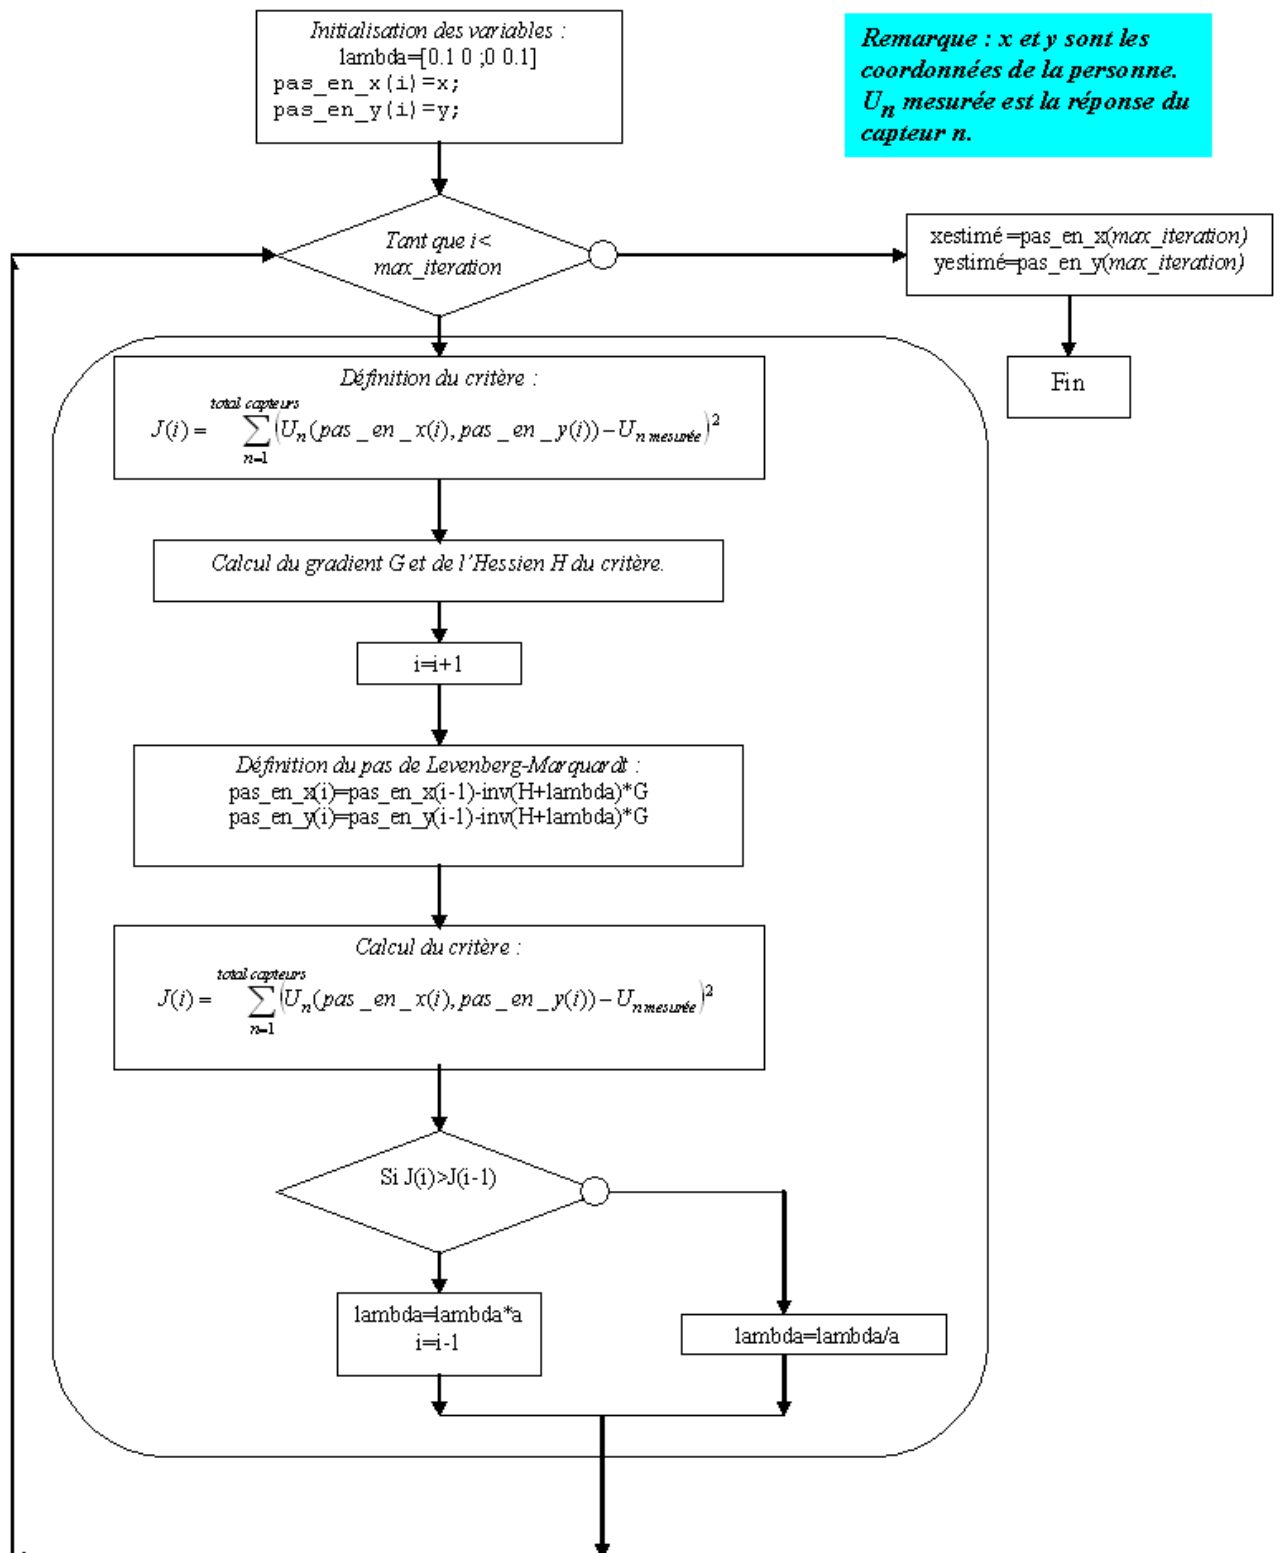 Initialisation des variables :
lambda=[0.1 0 ;0 0.1]
pas_en_x(i)=x;
pas_en_y(i)=y;
Remarque : x et y sont les
coordonnées de la personne.
Un mesurée est la réponse du
capteur n.
Tant que i<
max_iteration
xestimé=pas_en_x(max_iteration)
yestimé=pas_en_y(max_iteration)
Fin
Définition du critère :
J(i) = ∑_{n=1}^{total capteurs} (U_n(pas_en_x(i), pas_en_y(i)) − U_{n mesurée})^2
Calcul du gradient G et de l'Hessien H du critère.
i=i+1
Définition du pas de Levenberg-Marquardt :
pas_en_x(i)=pas_en_x(i-1)-inv(H+lambda)*G
pas_en_y(i)=pas_en_y(i-1)-inv(H+lambda)*G
Calcul du critère :
J(i) = ∑_{n=1}^{total capteurs} (U_n(pas_en_x(i), pas_en_y(i)) − U_{n mesurée})^2
Si J(i)>J(i-1)
lambda=lambda*a
i=i-1
lambda=lambda/a